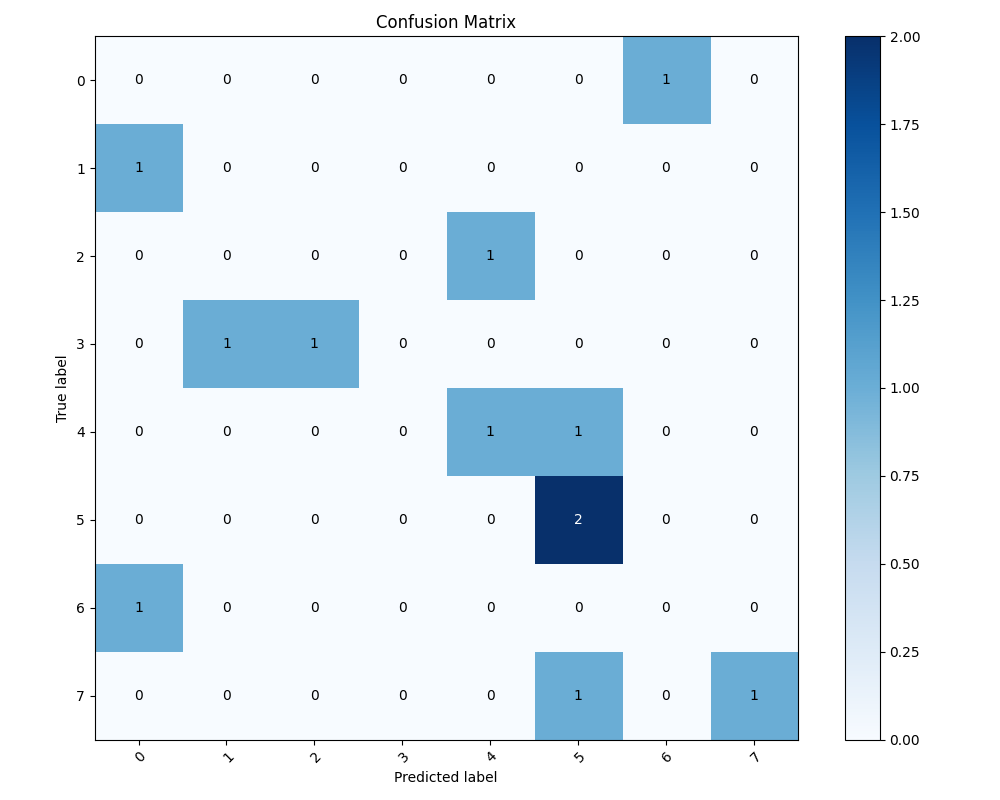 Confusion Matrix
0 0 0 0 0 0 0 1 0
1 1 0 0 0 0 0 0 0
2 0 0 0 0 1 0 0 0
3 0 1 1 0 0 0 0 0
4 0 0 0 0 1 1 0 0
5 0 0 0 0 0 2 0 0
6 1 0 0 0 0 0 0 0
7 0 0 0 0 0 1 0 1
0 1 2 3 4 5 6 7
True label
Predicted label
2.00
1.75
1.50
1.25
1.00
0.75
0.50
0.25
0.00